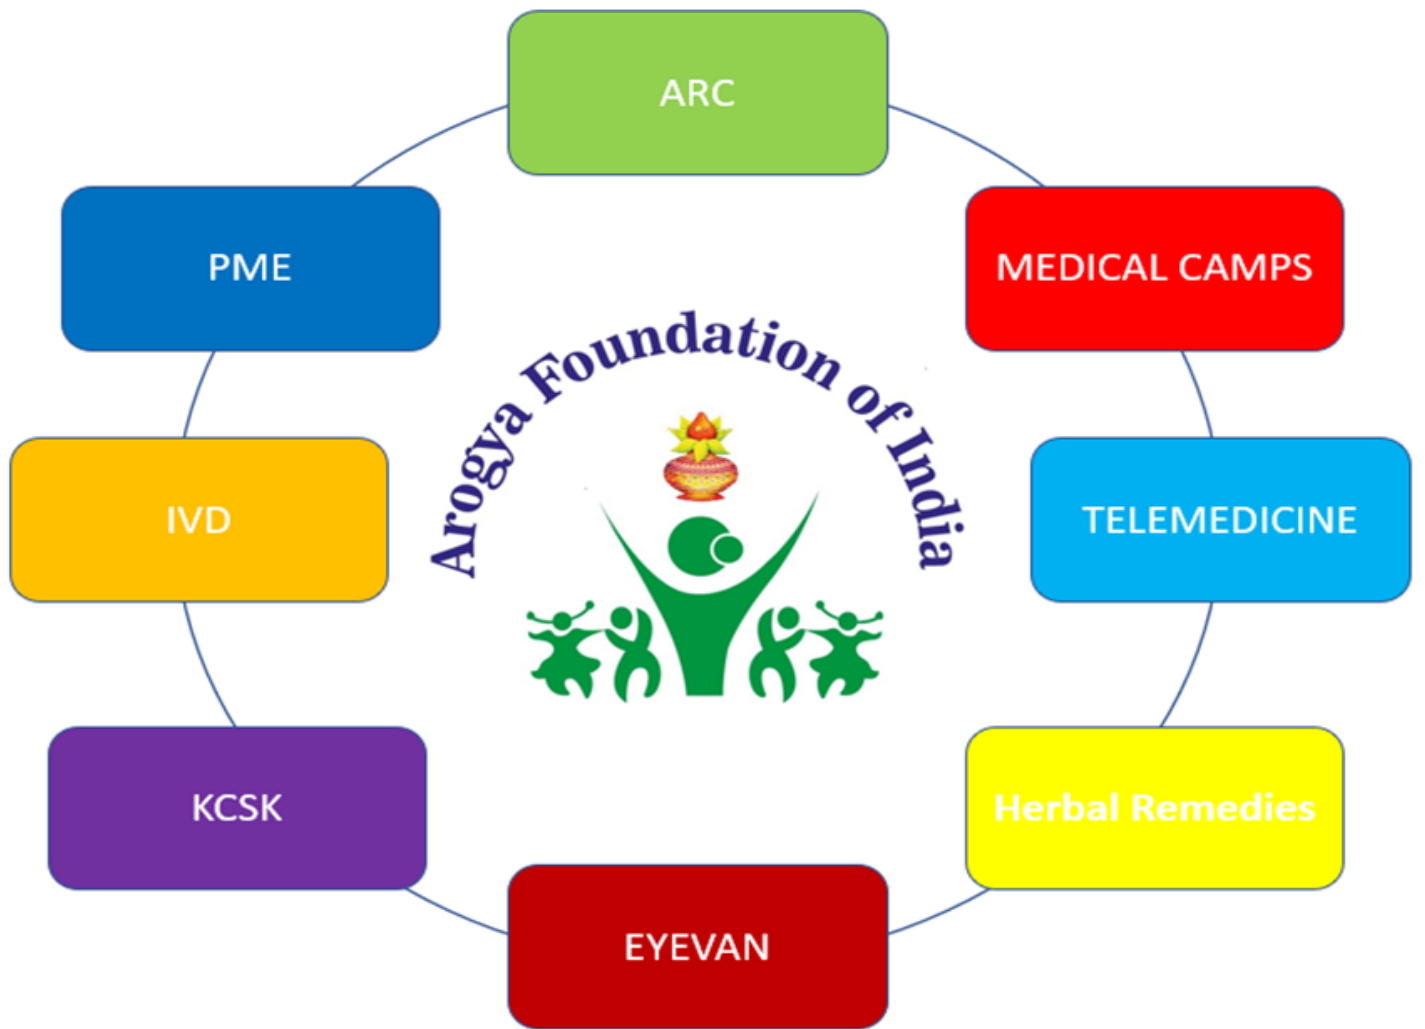 ARC
PME
MEDICAL CAMPS
Arogya Foundation of India
IVD
TELEMEDICINE
KCSK
Herbal Remedies
EYEVAN